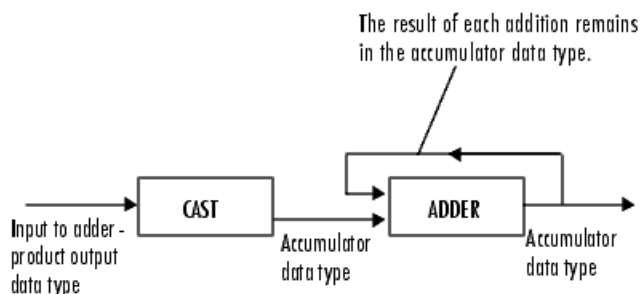 The result of each addition remains
in the accumulator data type.
CAST
ADDER
Input to adder -
product output
data type
Accumulator
data type
Accumulator
data type